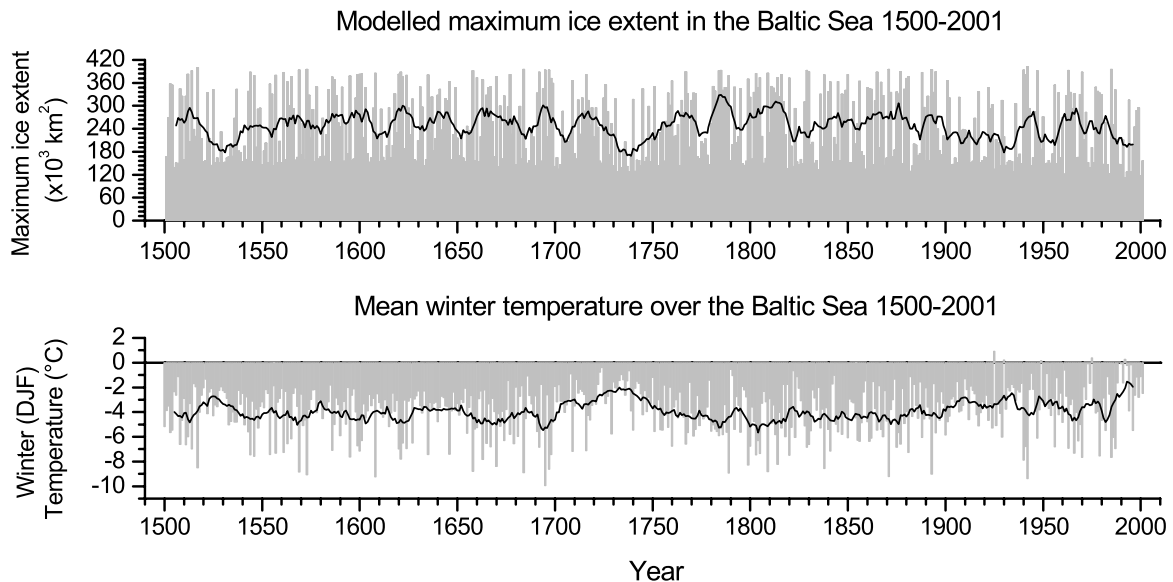 Modelled maximum ice extent in the Baltic Sea 1500-2001
Maximum ice extent
(x10³ km²)
420
360
300
240
180
120
60
0
1500 1550 1600 1650 1700 1750 1800 1850 1900 1950 2000
Mean winter temperature over the Baltic Sea 1500-2001
Winter (DJF)
Temperature (°C)
2
0
-2
-4
-6
-8
-10
1500 1550 1600 1650 1700 1750 1800 1850 1900 1950 2000
Year